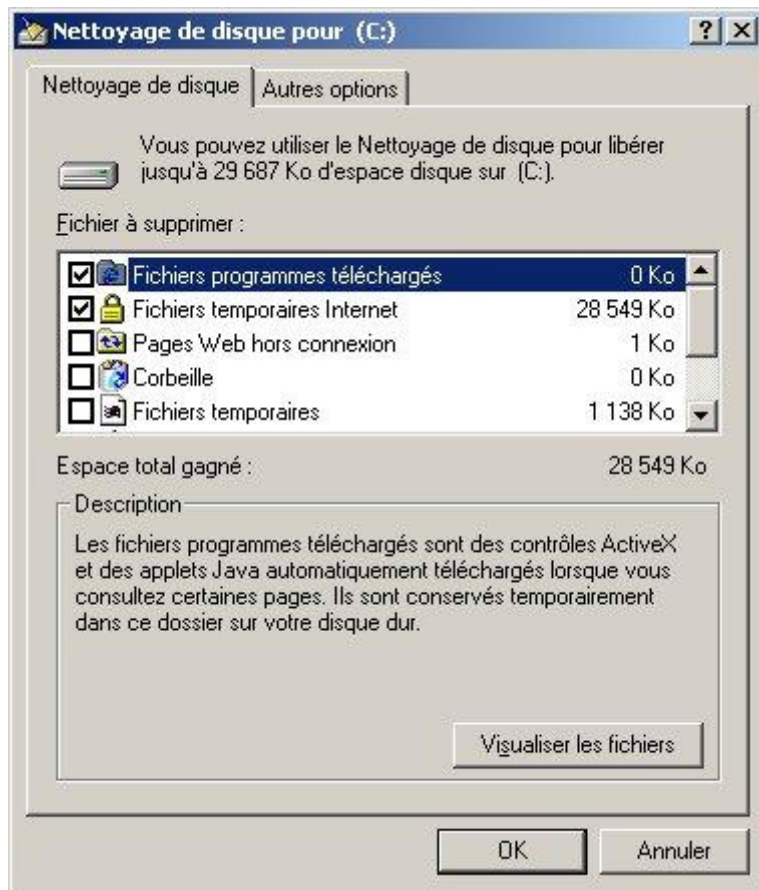 Nettoyage de disque pour (C:)
Nettoyage de disque
Autres options
Vous pouvez utiliser le Nettoyage de disque pour libérer
jusqu'à 29 687 Ko d'espace disque sur (C:).
Fichier à supprimer :
Fichiers programmes téléchargés 0 Ko
Fichiers temporaires Internet 28 549 Ko
Pages Web hors connexion 1 Ko
Corbeille 0 Ko
Fichiers temporaires 1 138 Ko
Espace total gagné : 28 549 Ko
Description
Les fichiers programmes téléchargés sont des contrôles ActiveX
et des applets Java automatiquement téléchargés lorsque vous
consultez certaines pages. Ils sont conservés temporairement
dans ce dossier sur votre disque dur.
Visualiser les fichiers
OK Annuler